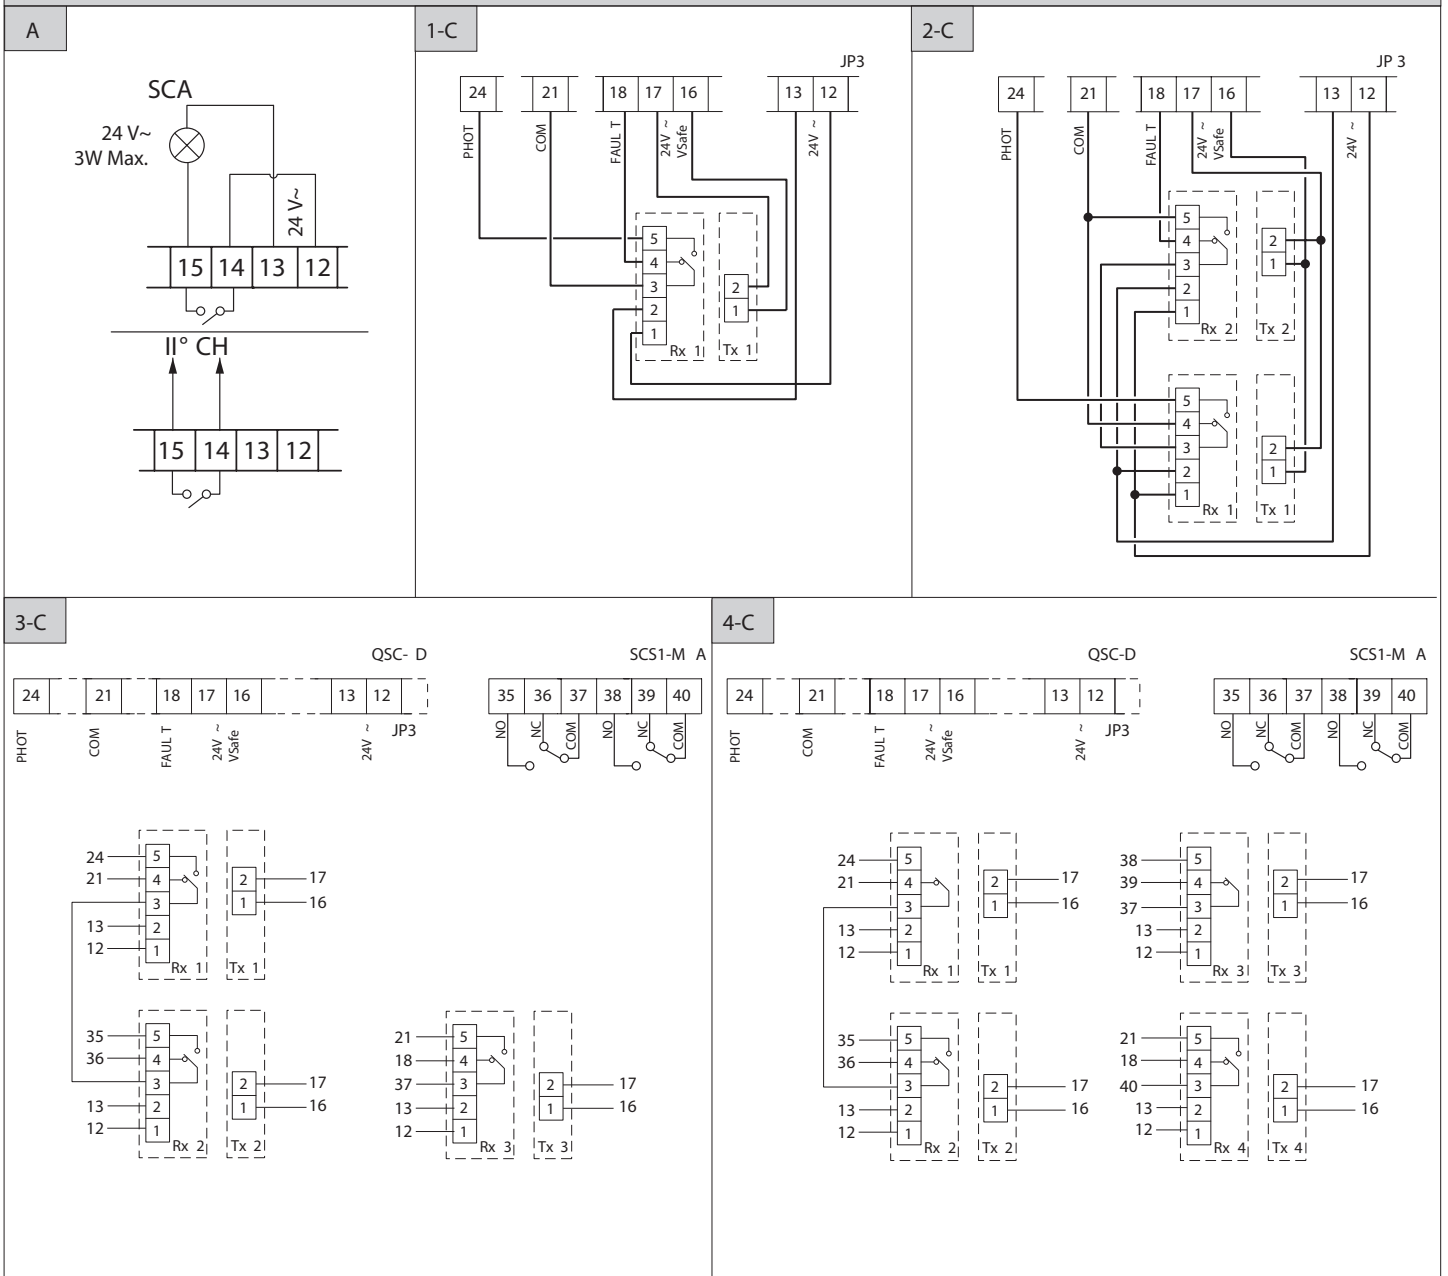 A
SCA
24 V~
3W Max.
24 V~
15 14 13 12
II° CH
15 14 13 12
1-C
JP3
24 21 18 17 16 13 12
PHOT COM FAUL T 24V ~ VSafe 24V ~
5
4
3
2
1
Rx 1
2
1
Tx 1
2-C
JP 3
24 21 18 17 16 13 12
PHOT COM FAUL T 24V ~ VSafe 24V ~
5
4
3
2
1
Rx 2
2
1
Tx 2
5
4
3
2
1
Rx 1
2
1
Tx 1
3-C
QSC- D
SCS1-M A
24 21 18 17 16 13 12
35 36 37 38 39 40
PHOT COM FAUL T 24V ~ VSafe 24V ~ JP3
NO NC COM NO NC COM
24 5
21 4
3
13 2
12 1
Rx 1
2 17
1 16
Tx 1
35 5
36 4
3
13 2
12 1
Rx 2
2 17
1 16
Tx 2
21 5
18 4
37 3
13 2
12 1
Rx 3
2 17
1 16
Tx 3
4-C
QSC-D
SCS1-M A
24 21 18 17 16 13 12
35 36 37 38 39 40
PHOT COM FAUL T 24V ~ VSafe 24V ~ JP3
NO NC COM NO NC COM
24 5
21 4
3
13 2
12 1
Rx 1
2 17
1 16
Tx 1
38 5
39 4
37 3
13 2
12 1
Rx 3
2 17
1 16
Tx 3
35 5
36 4
3
13 2
12 1
Rx 2
2 17
1 16
Tx 2
21 5
18 4
40 3
13 2
12 1
Rx 4
2 17
1 16
Tx 4